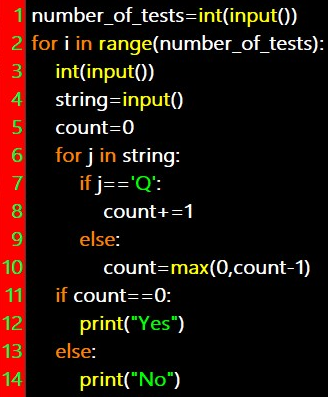 1 number_of_tests=int(input())
2 for i in range(number_of_tests):
3     int(input())
4     string=input()
5     count=0
6     for j in string:
7         if j=='Q':
8             count+=1
9         else:
10             count=max(0,count-1)
11     if count==0:
12         print("Yes")
13     else:
14         print("No")